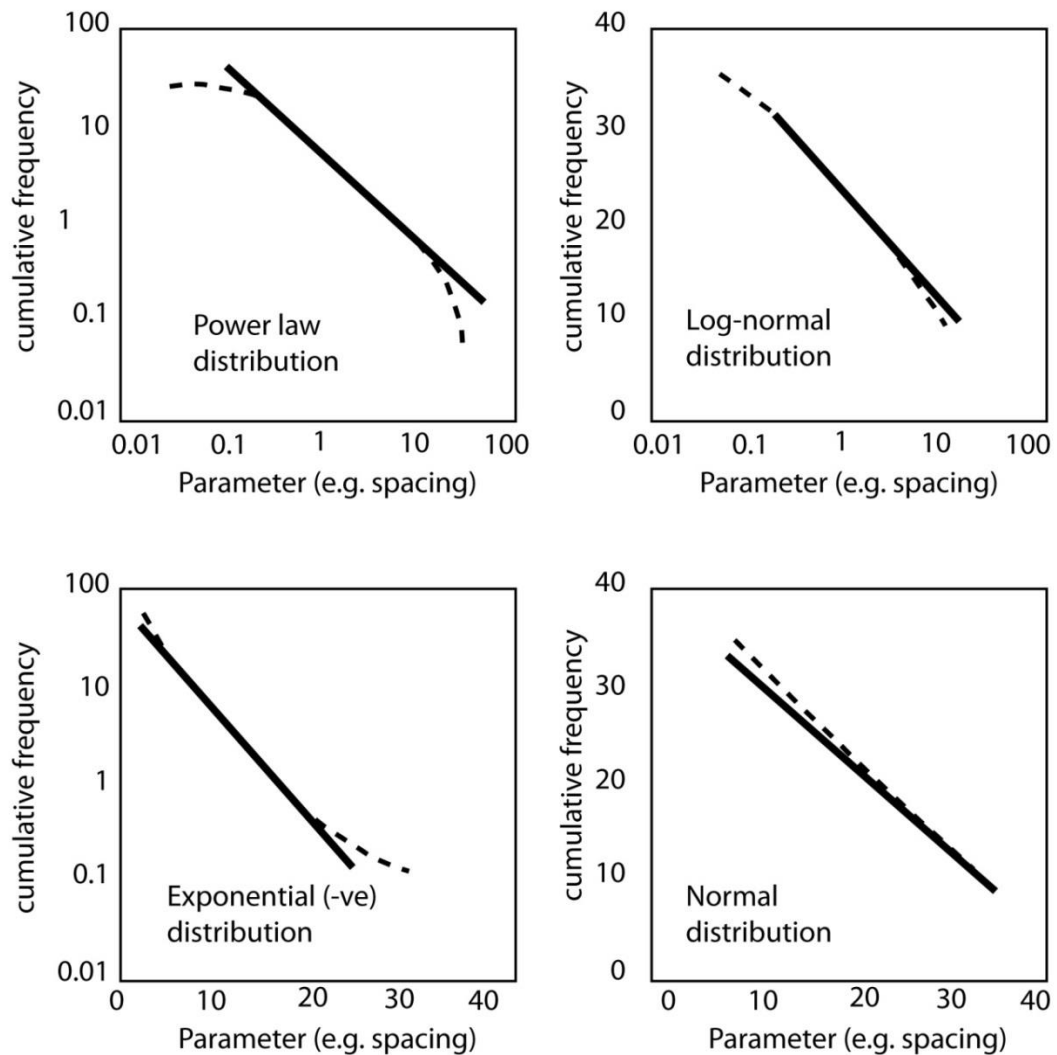 100
10
1
0.1
0.01
cumulative frequency
Power law
distribution
0.01 0.1 1 10 100
Parameter (e.g. spacing)
40
30
20
10
0
cumulative frequency
Log-normal
distribution
0.01 0.1 1 10 100
Parameter (e.g. spacing)
100
10
1
0.1
0.01
cumulative frequency
Exponential (-ve)
distribution
0 10 20 30 40
Parameter (e.g. spacing)
40
30
20
10
0
cumulative frequency
Normal
distribution
0 10 20 30 40
Parameter (e.g. spacing)